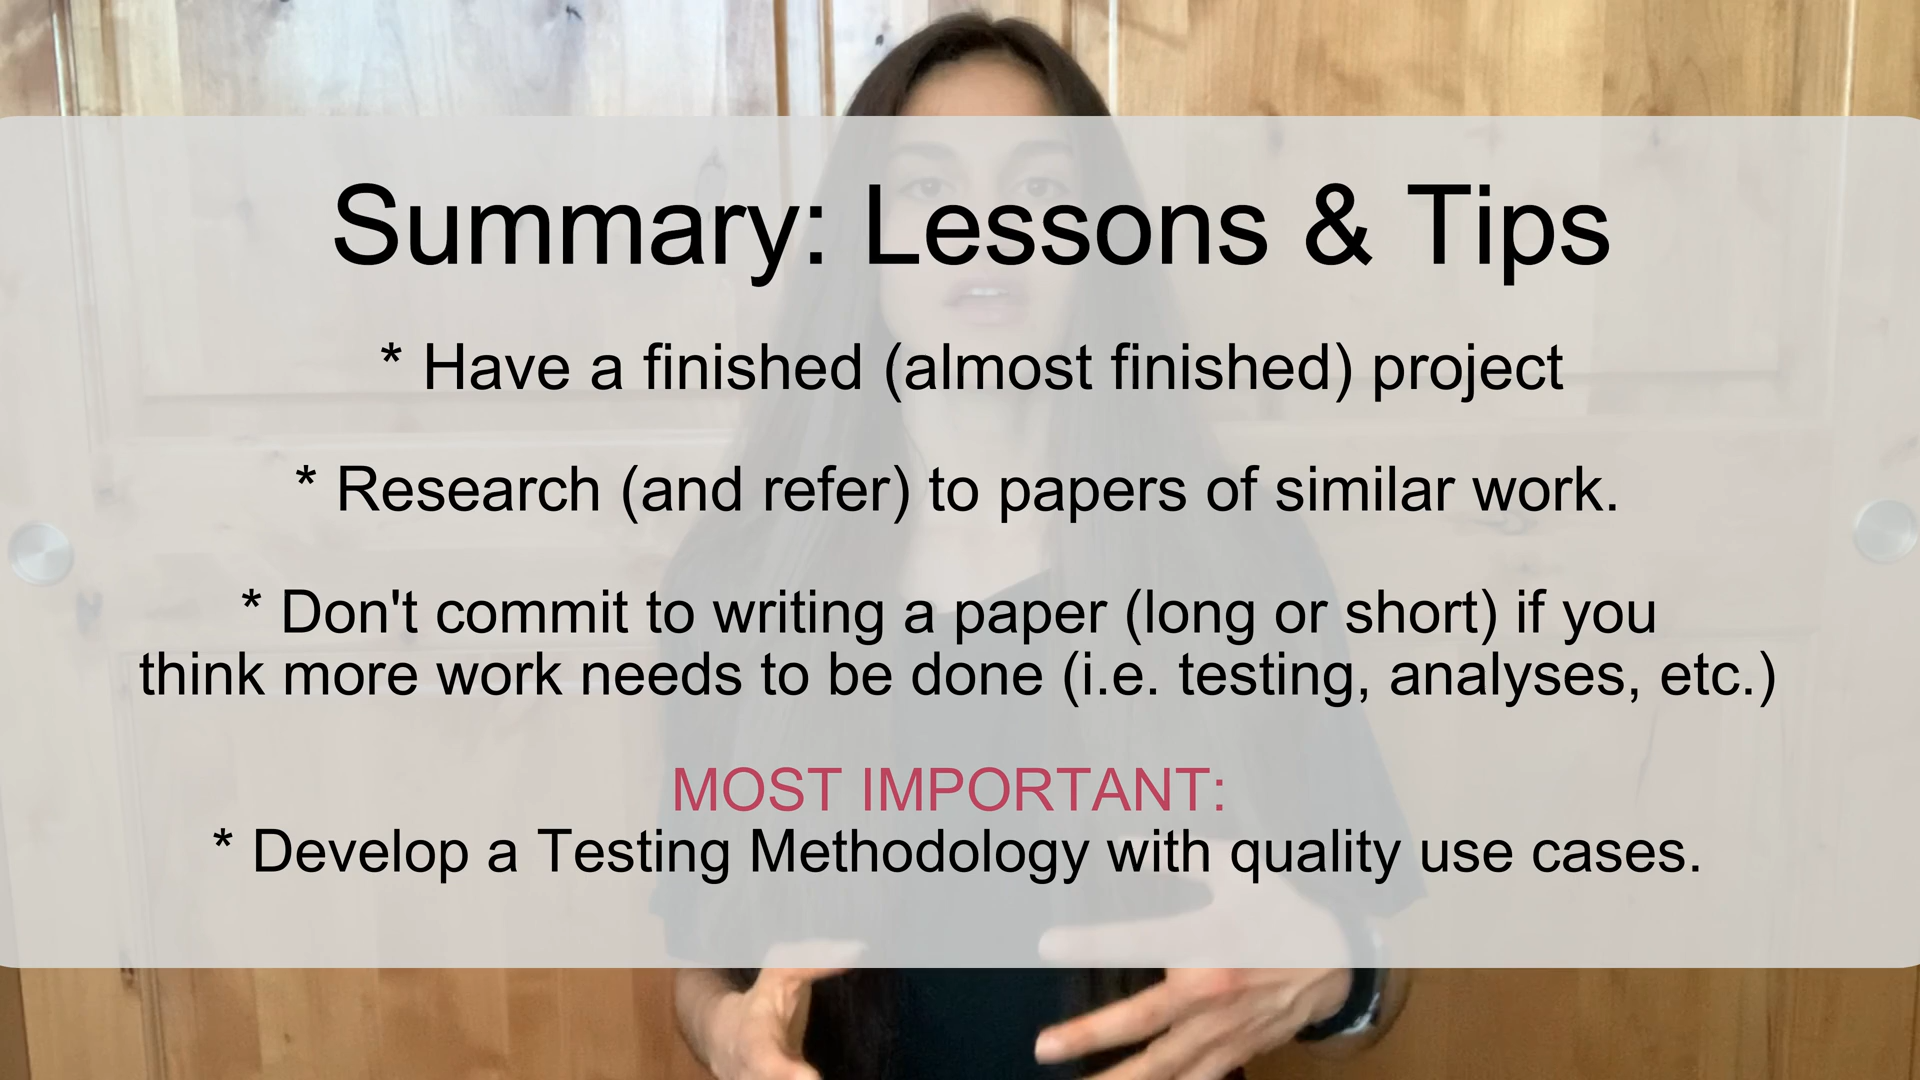 Summary: Lessons & Tips
* Have a finished (almost finished) project
* Research (and refer) to papers of similar work.
* Don't commit to writing a paper (long or short) if you
think more work needs to be done (i.e. testing, analyses, etc.)
MOST IMPORTANT:
* Develop a Testing Methodology with quality use cases.